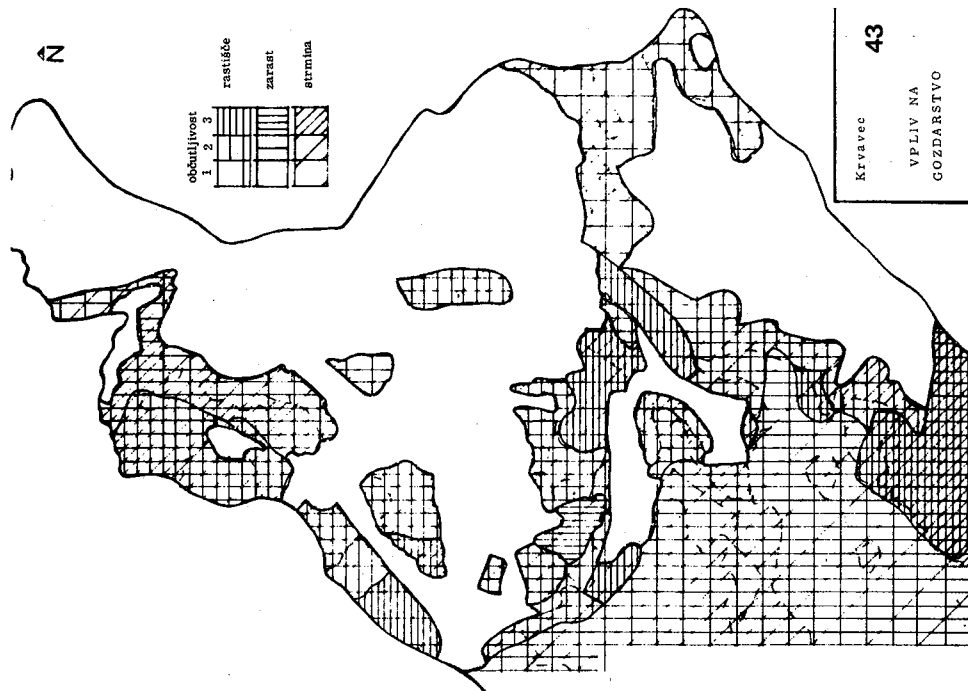 N
občutljivost
1 2 3
rastišče
zarast
strmina
Krvavec
43
VPLIV NA
GOZDARSTVO